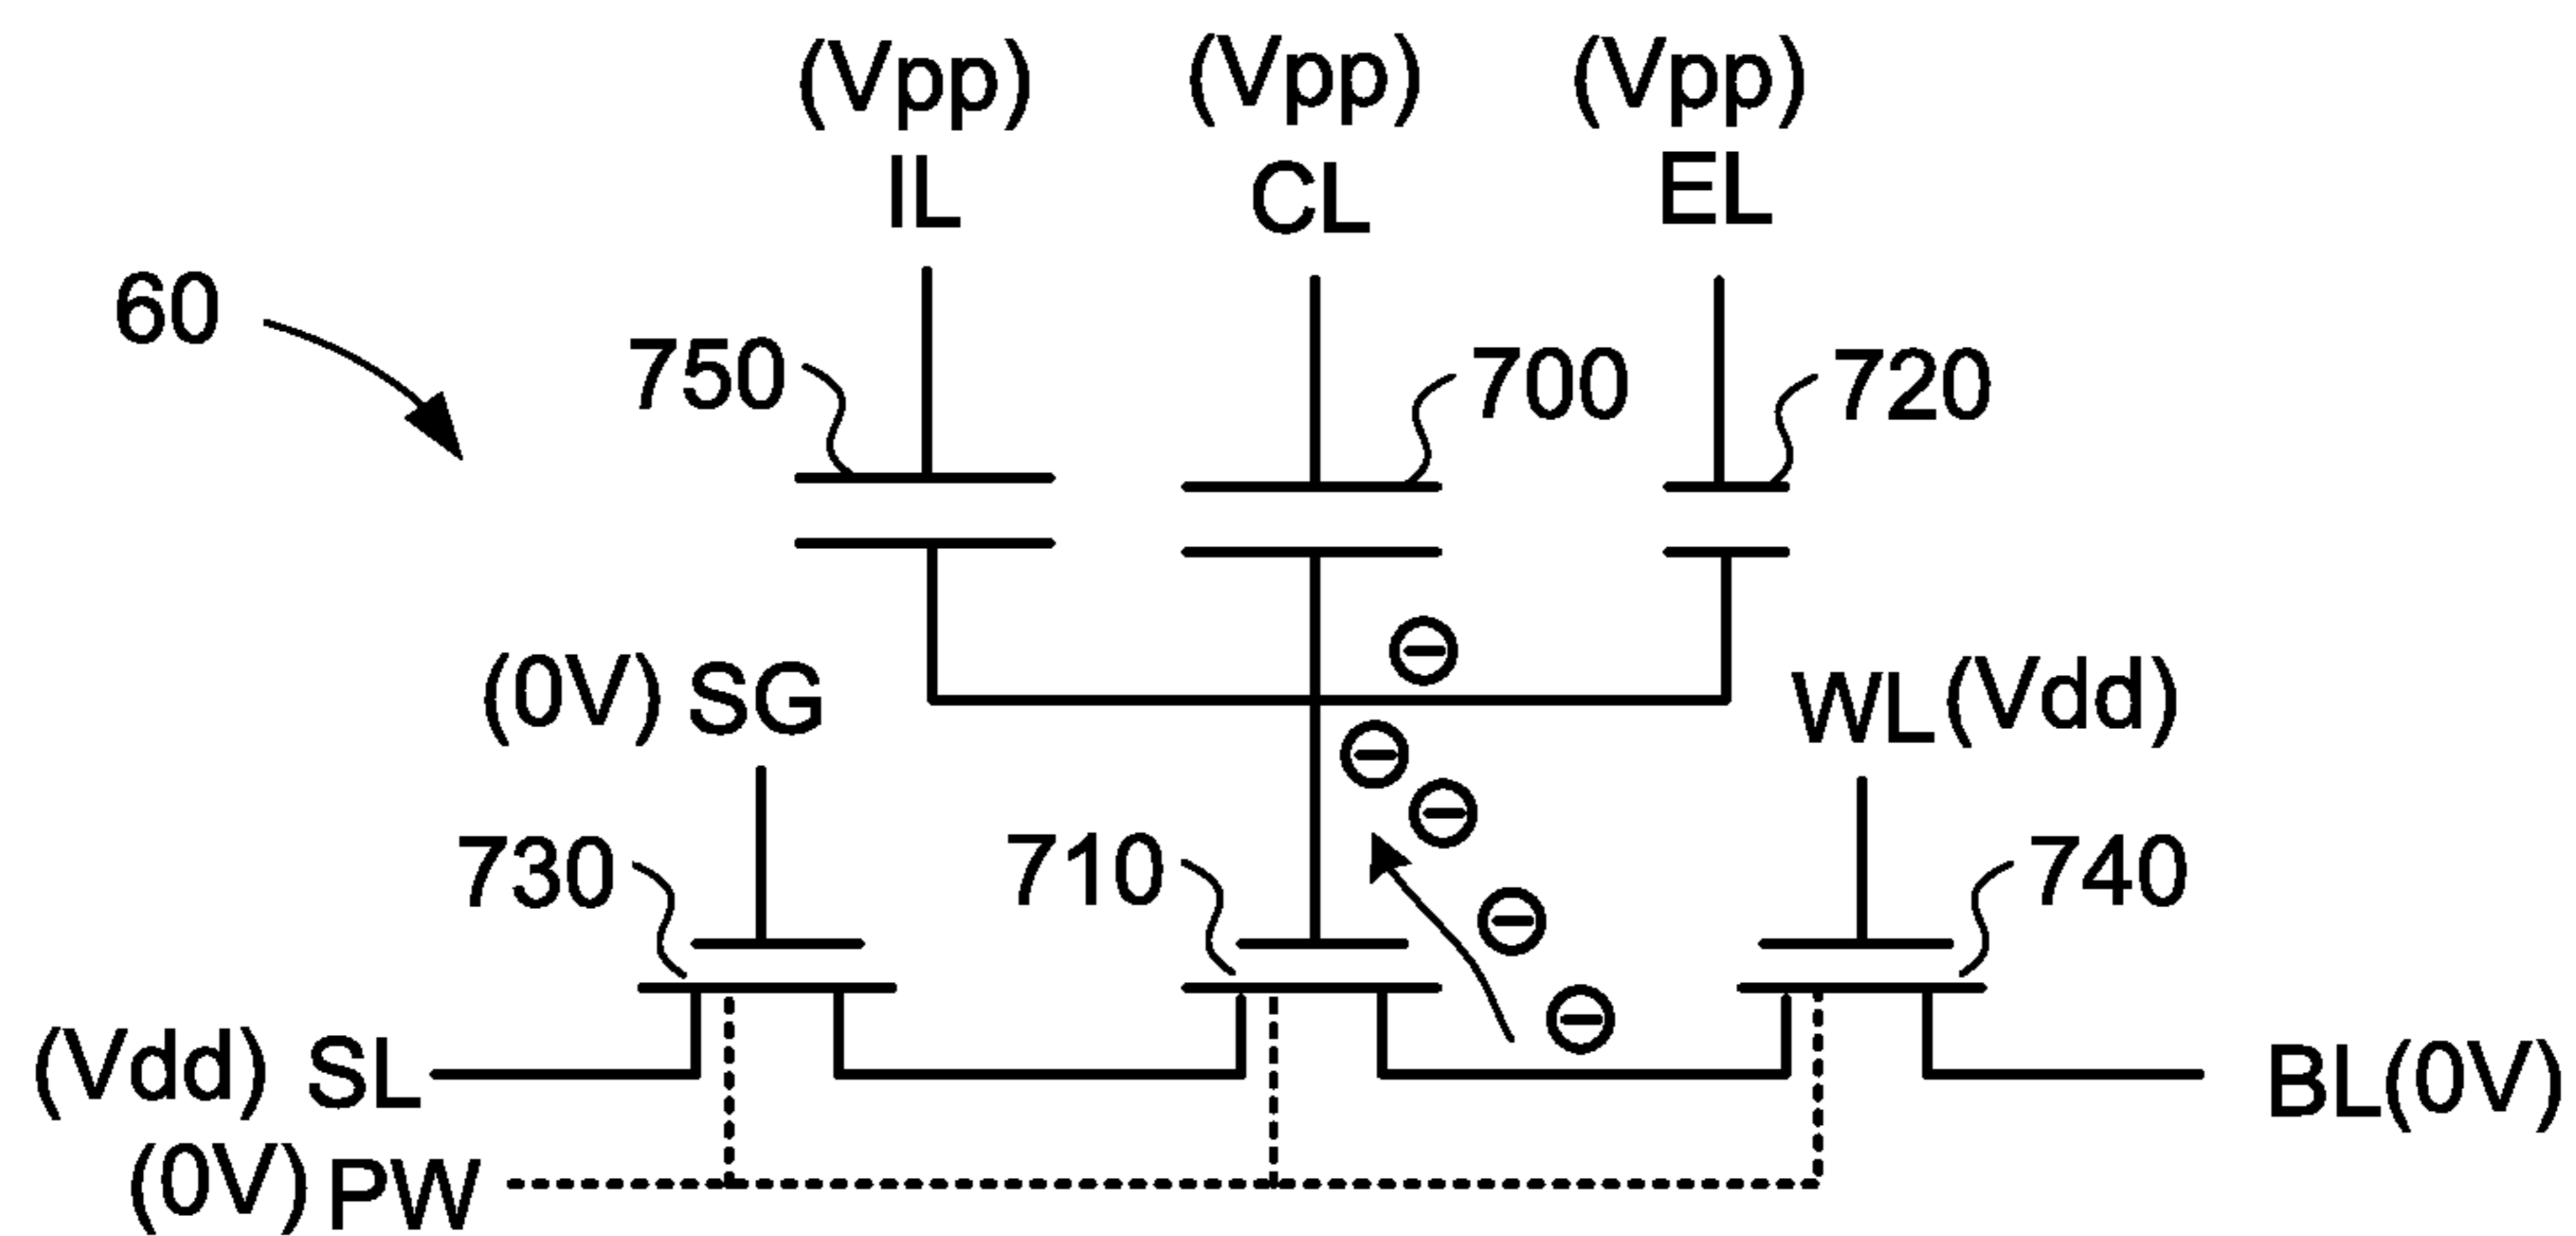 (Vpp) (Vpp) (Vpp)
IL CL EL
60
750 700 720
(0V) SG WL (Vdd)
730 710 740
(Vdd) SL BL(0V)
(0V) PW